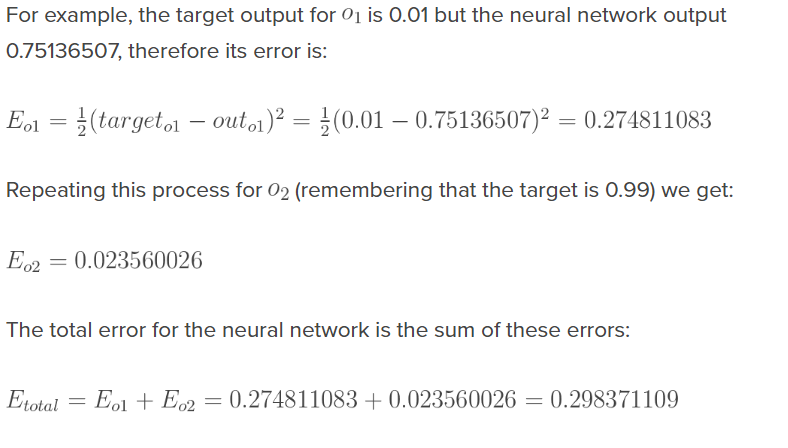 For example, the target output for o₁ is 0.01 but the neural network output
0.75136507, therefore its error is:
E_{o1} = ½(target_{o1} − out_{o1})² = ½(0.01 − 0.75136507)² = 0.274811083
Repeating this process for o₂ (remembering that the target is 0.99) we get:
E_{o2} = 0.023560026
The total error for the neural network is the sum of these errors:
E_{total} = E_{o1} + E_{o2} = 0.274811083 + 0.023560026 = 0.298371109